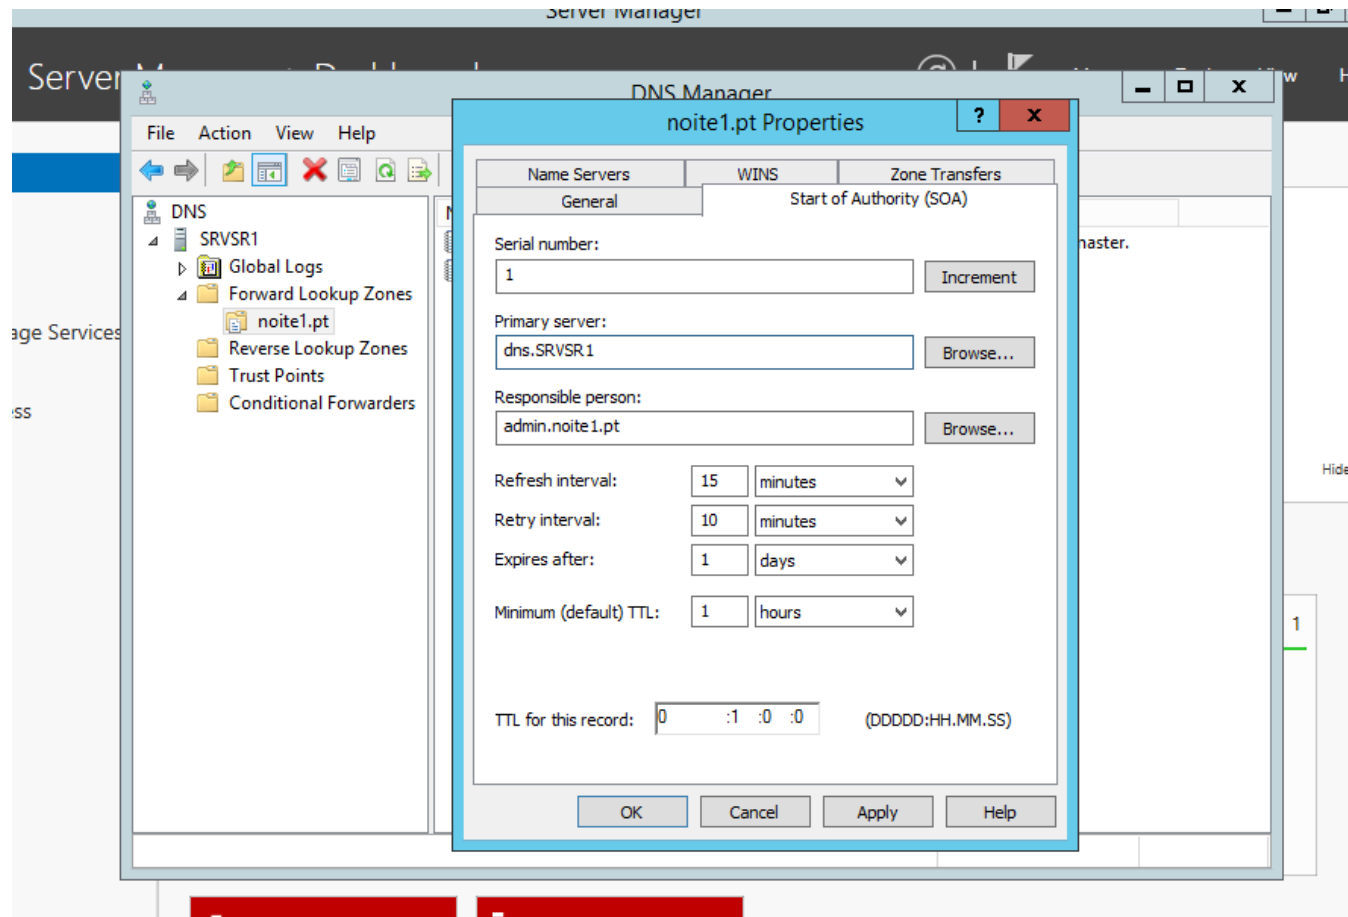 Server Manager
Server
DNS Manager
File Action View Help
noite1.pt Properties
? x
Name Servers WINS Zone Transfers
General Start of Authority (SOA)
DNS
SRVSR1
Global Logs
Forward Lookup Zones
noite1.pt
Reverse Lookup Zones
Trust Points
Conditional Forwarders
Serial number:
1 Increment
Primary server:
dns.SRVSR1 Browse...
Responsible person:
admin.noite1.pt Browse...
Refresh interval: 15 minutes
Retry interval: 10 minutes
Expires after: 1 days
Minimum (default) TTL: 1 hours
TTL for this record: 0 :1 :0 :0 (DDDDD:HH.MM.SS)
OK Cancel Apply Help
age Services
ss
master.
Hide
1